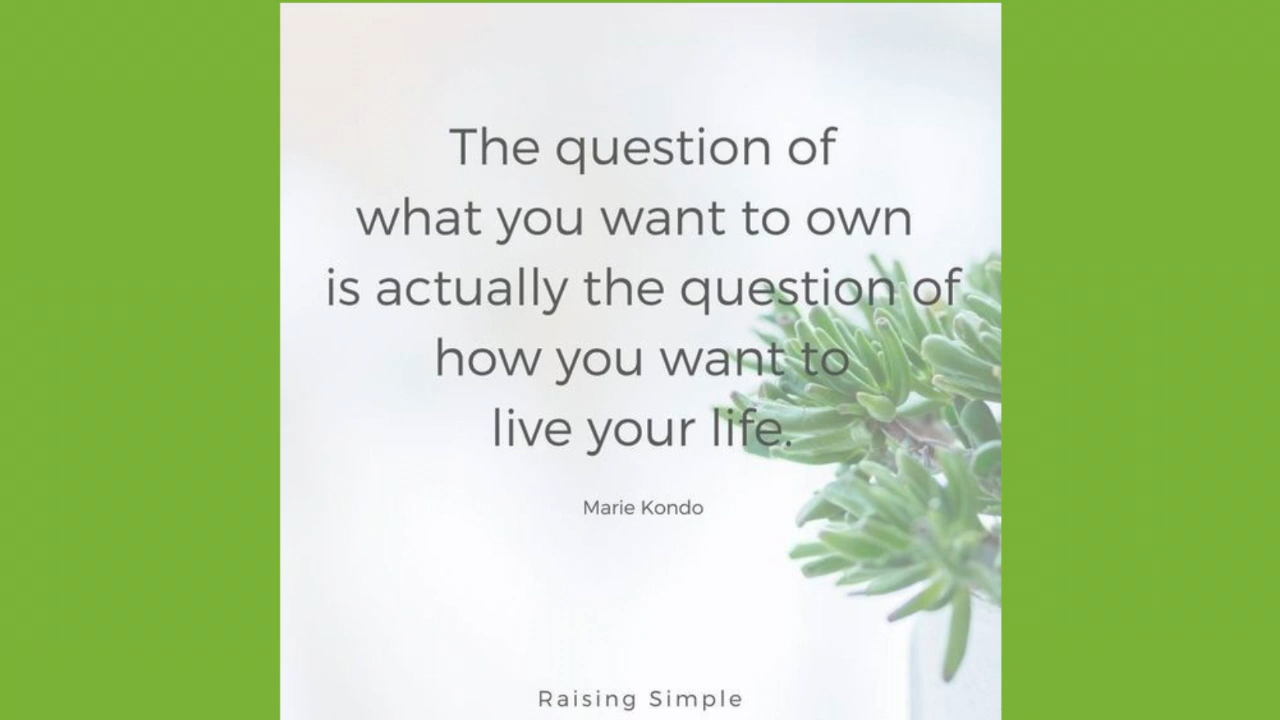 The question of
what you want to own
is actually the question of
how you want to
live your life.
Marie Kondo
Raising Simple